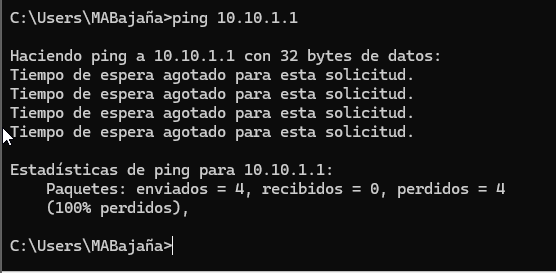 C:\Users\MABajaña>ping 10.10.1.1
Haciendo ping a 10.10.1.1 con 32 bytes de datos:
Tiempo de espera agotado para esta solicitud.
Tiempo de espera agotado para esta solicitud.
Tiempo de espera agotado para esta solicitud.
Tiempo de espera agotado para esta solicitud.
Estadísticas de ping para 10.10.1.1:
    Paquetes: enviados = 4, recibidos = 0, perdidos = 4
    (100% perdidos),
C:\Users\MABajaña>